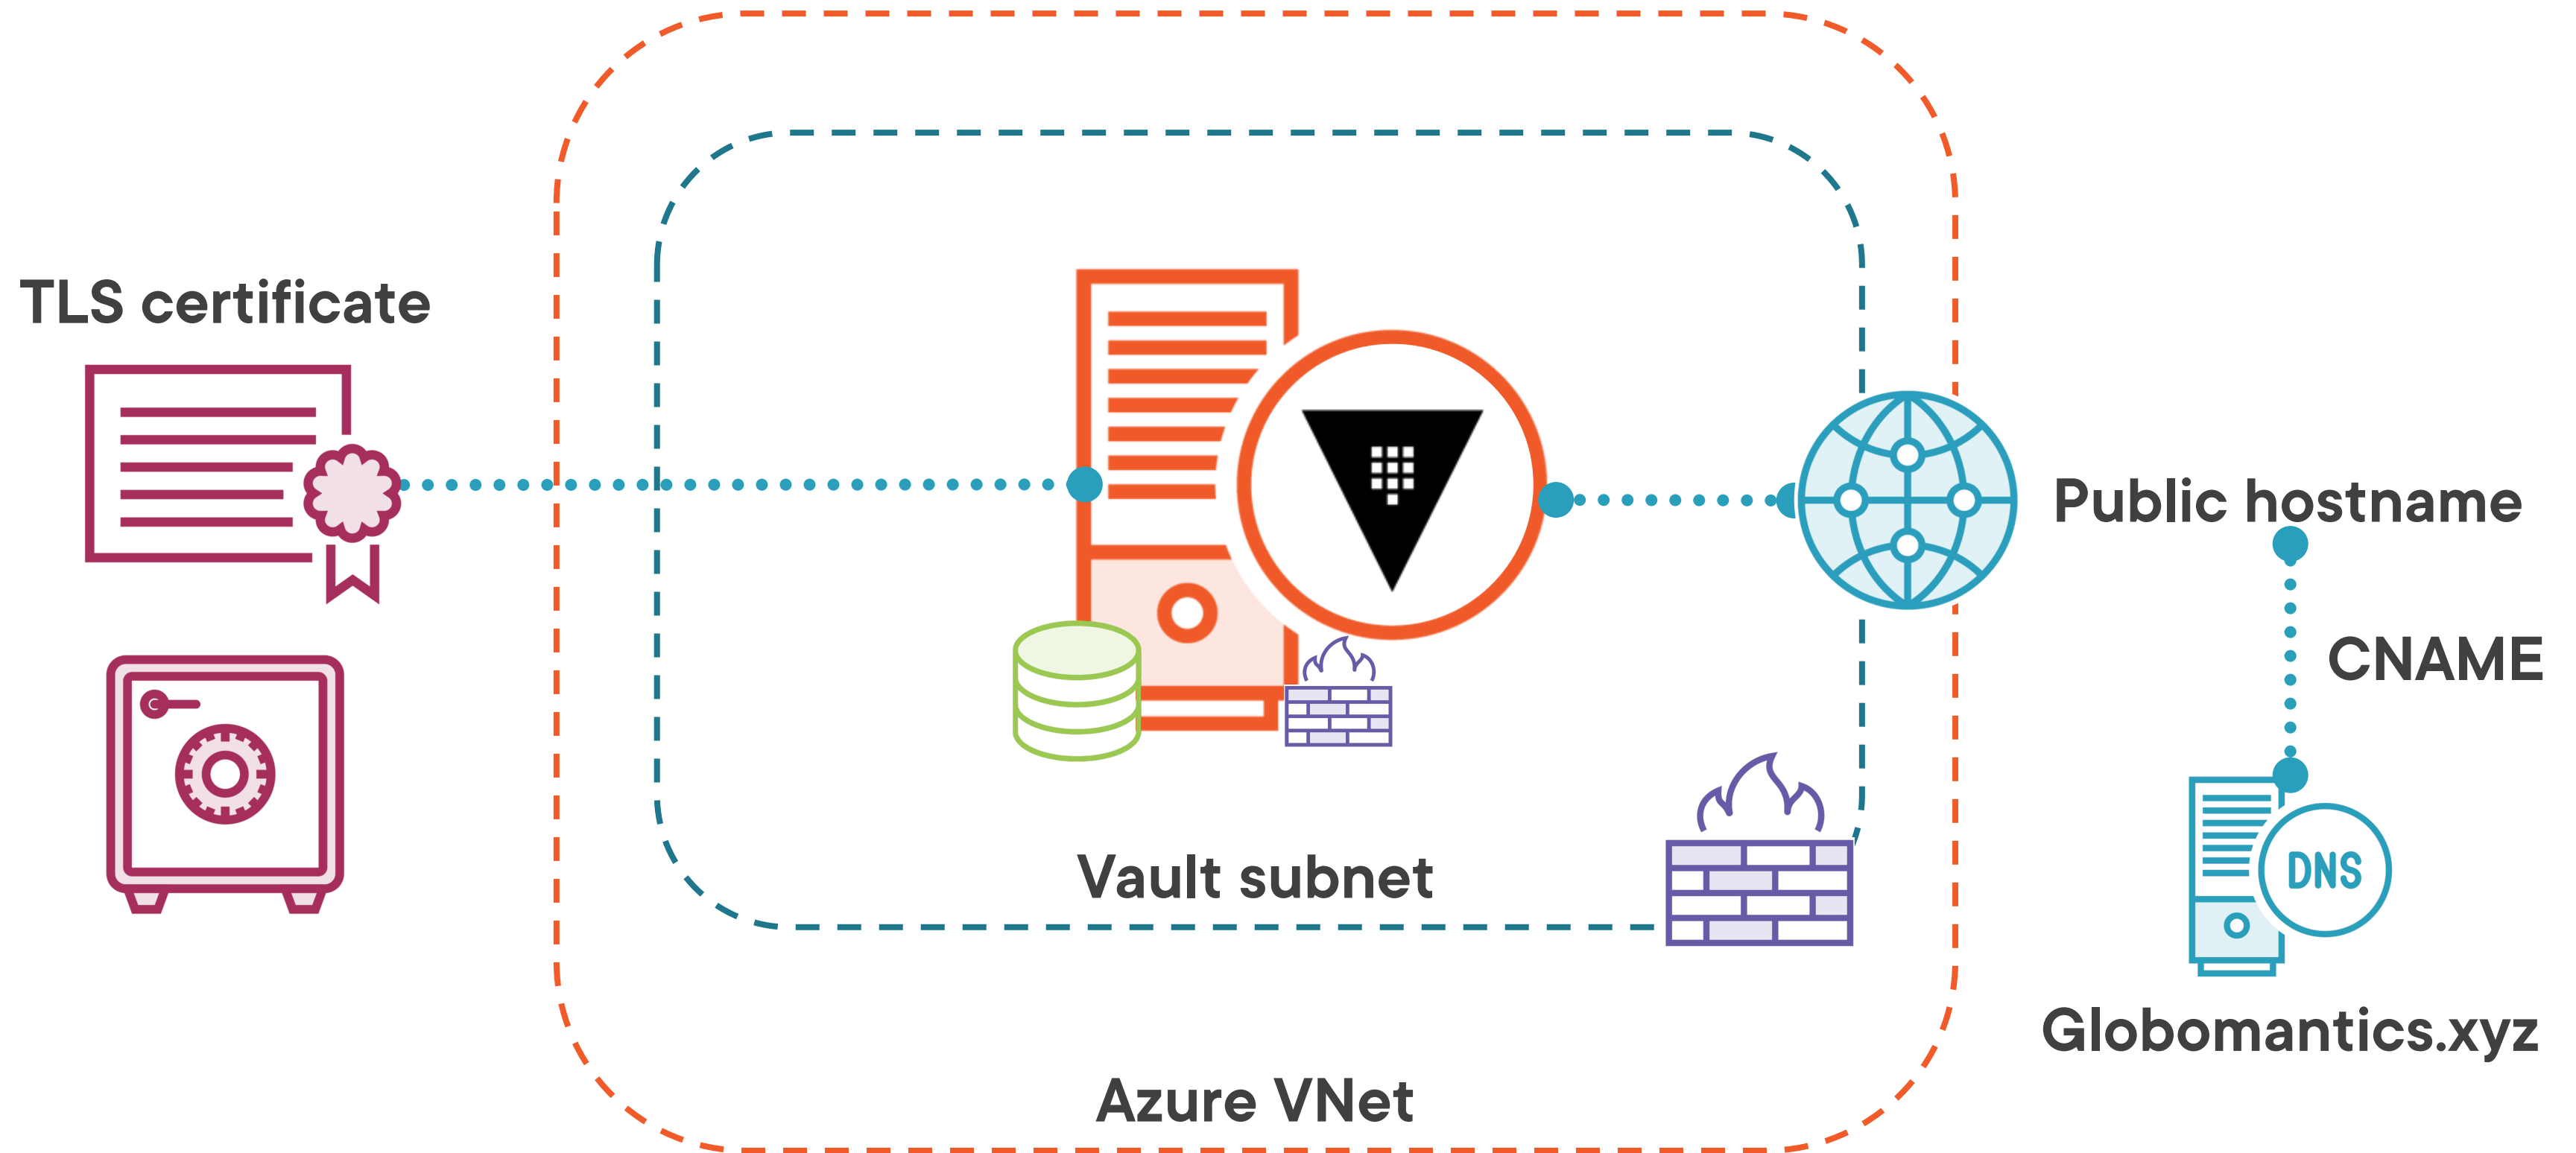 TLS certificate
Public hostname
CNAME
Vault subnet
DNS
Globomantics.xyz
Azure VNet